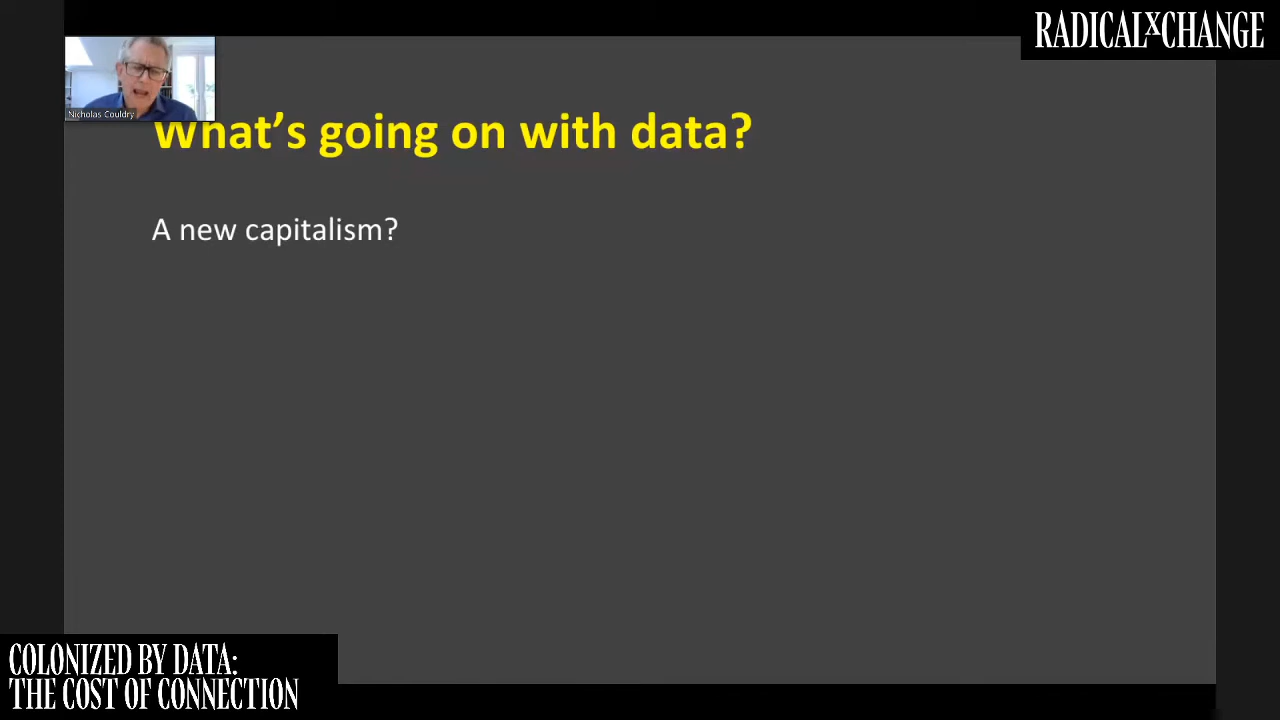 RADICALxCHANGE
Nicholas Couldry
What's going on with data?
A new capitalism?
COLONIZED BY DATA:
THE COST OF CONNECTION